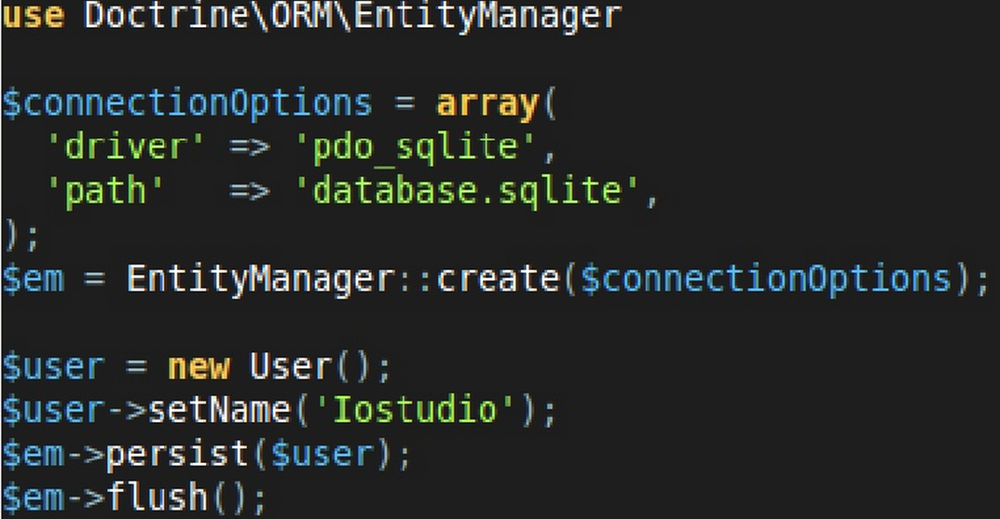 use Doctrine\ORM\EntityManager
$connectionOptions = array(
'driver' => 'pdo_sqlite',
'path' => 'database.sqlite',
);
$em = EntityManager::create($connectionOptions);
$user = new User();
$user->setName('Iostudio');
$em->persist($user);
$em->flush();